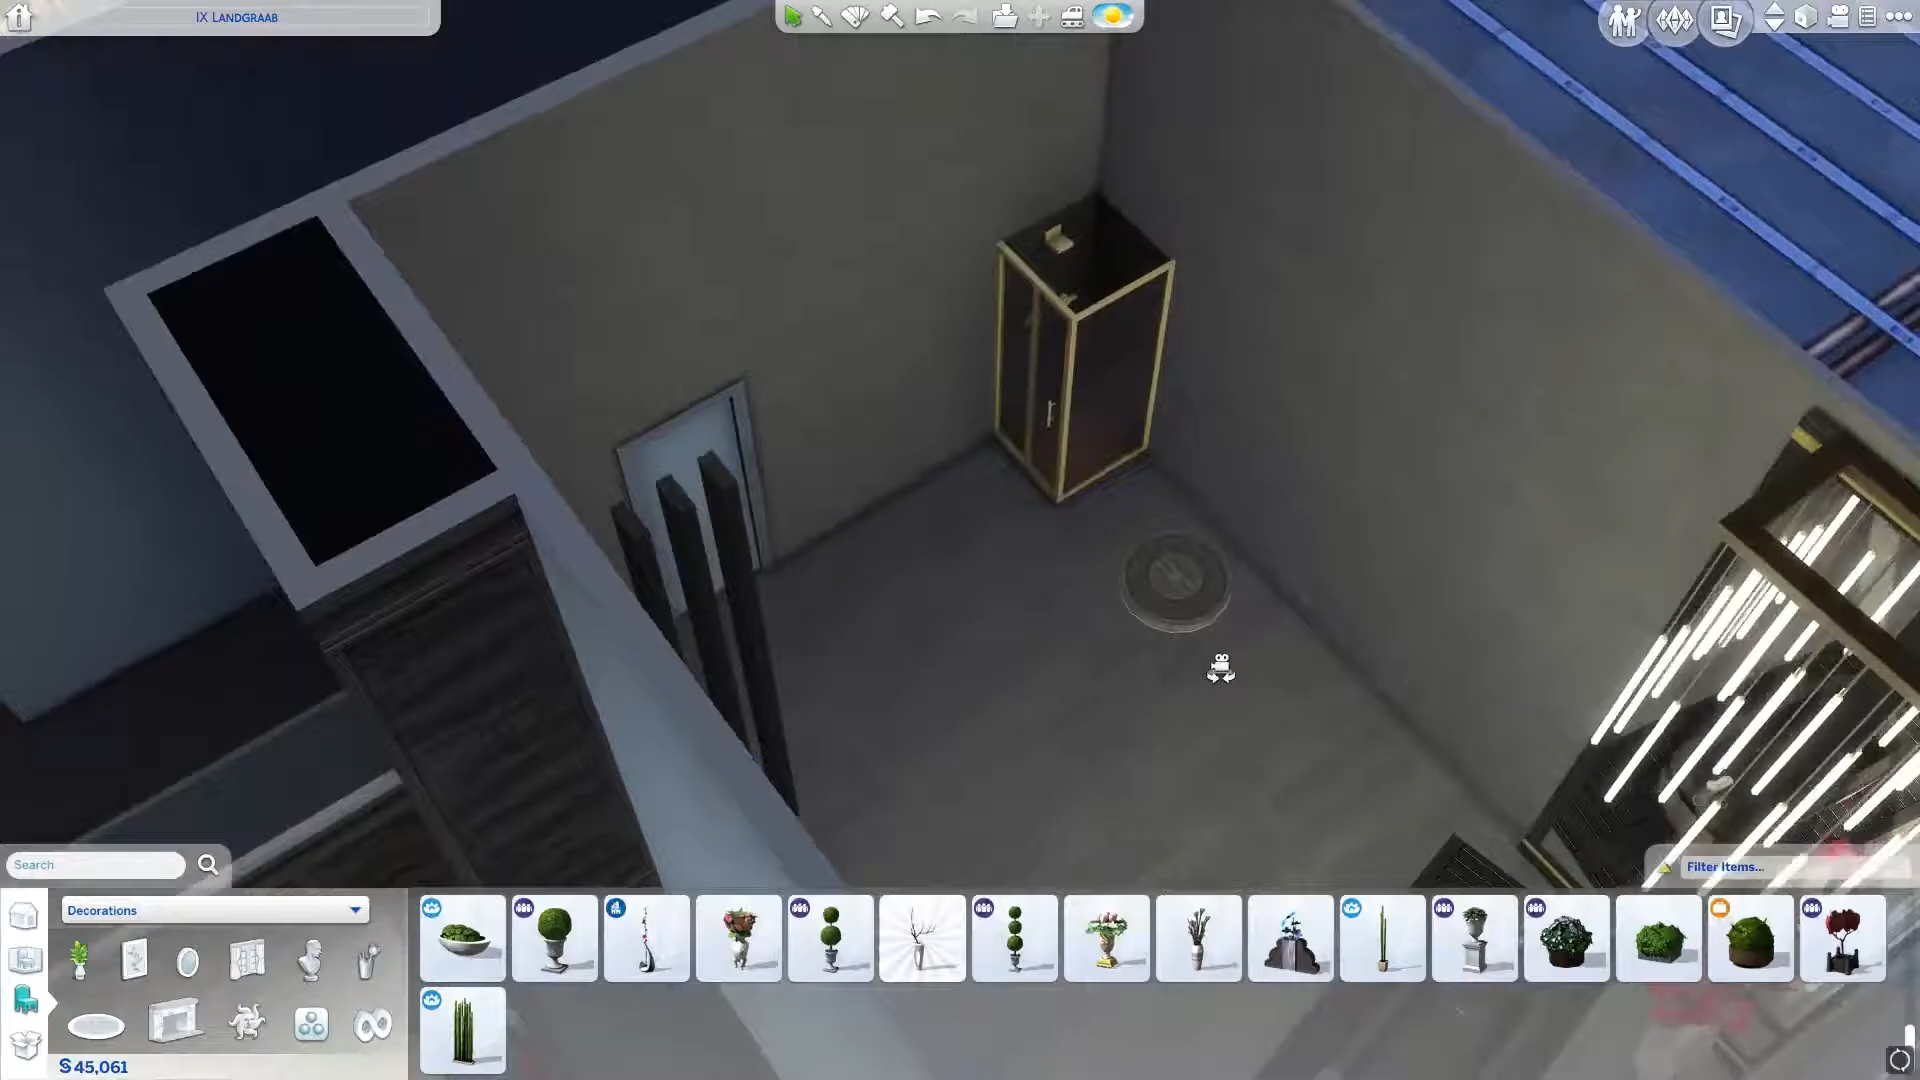 IX Landgraab
Search
Filter Items...
Decorations
§45,061